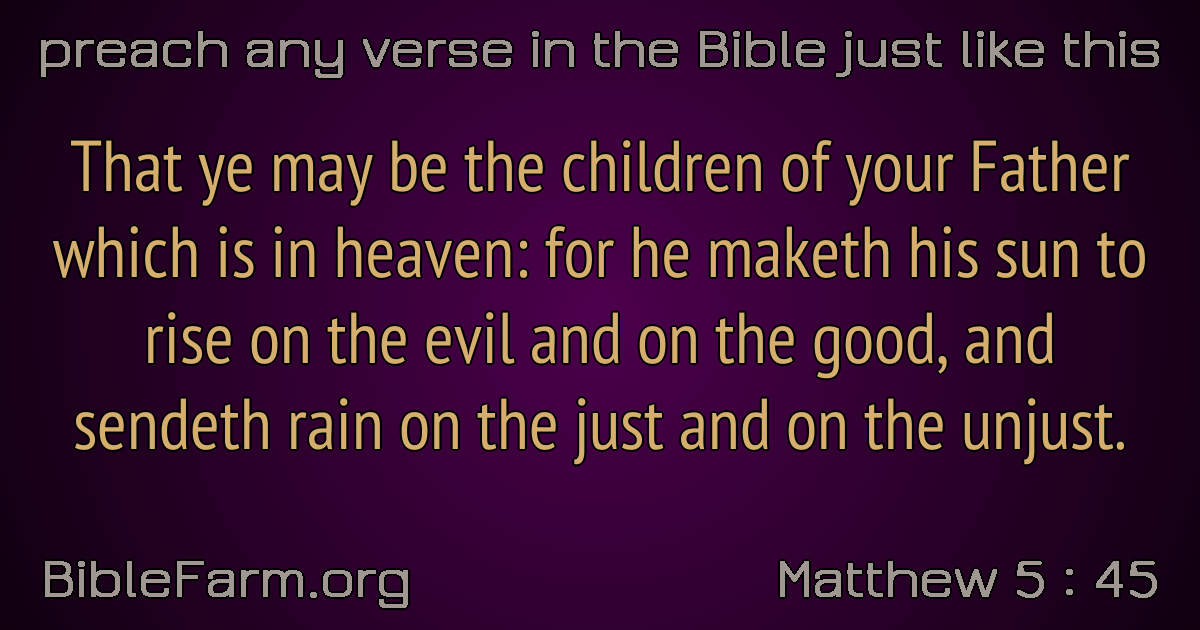 preach any verse in the Bible just like this
That ye may be the children of your Father
which is in heaven: for he maketh his sun to
rise on the evil and on the good, and
sendeth rain on the just and on the unjust.
BibleFarm.org
Matthew 5 : 45